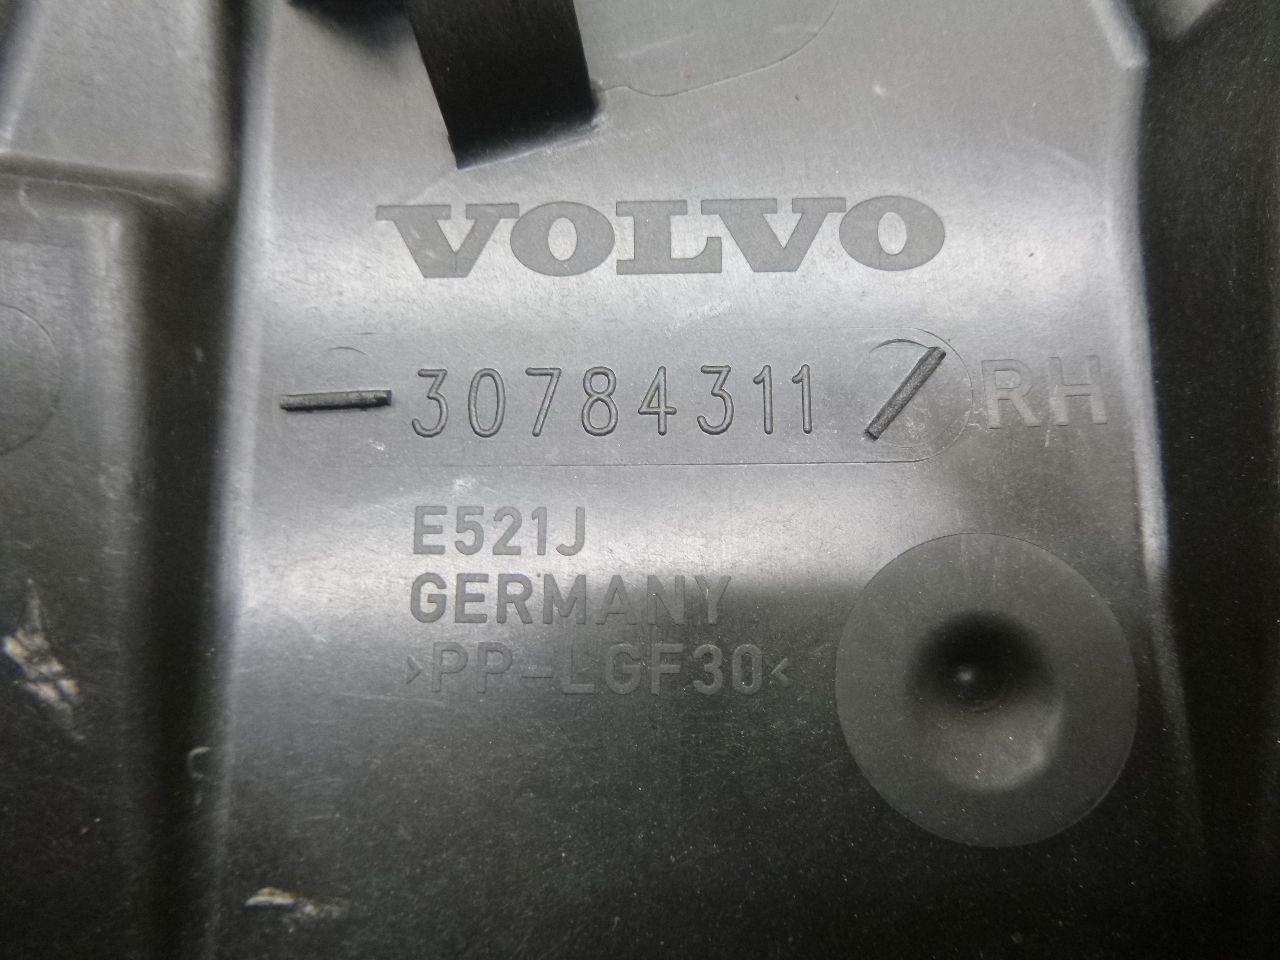 VOLVO
30784311 RH
E521J
GERMANY
>PP-LGF30<